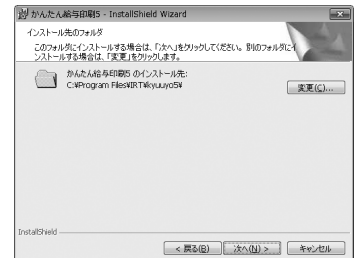 かんたん給与印刷5 - InstallShield Wizard
インストール先のフォルダ
このフォルダにインストールする場合は、「次へ」をクリックしてください。別のフォルダにイ
ンストールする場合は、「変更」をクリックします。
かんたん給与印刷5 のインストール先:
C:¥Program Files¥IRT¥kyuuyo5¥
変更(C)...
InstallShield
< 戻る(B)
次へ(N) >
キャンセル